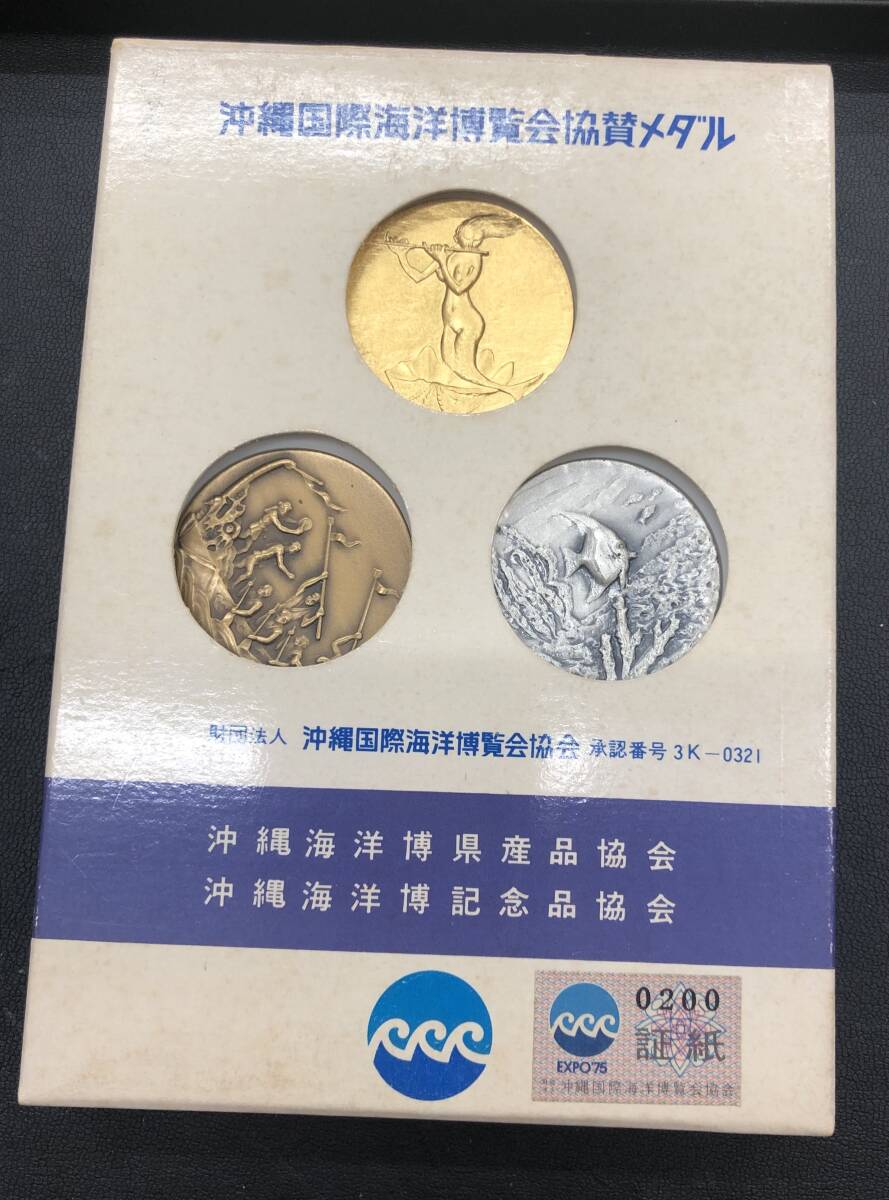 沖縄国際海洋博覧会協賛メダル
財団法人 沖縄国際海洋博覧会協会 承認番号 3K-0321
沖縄海洋博県産品協会
沖縄海洋博記念品協会
0200
証紙
EXPO'75
沖縄国際海洋博覧会協会